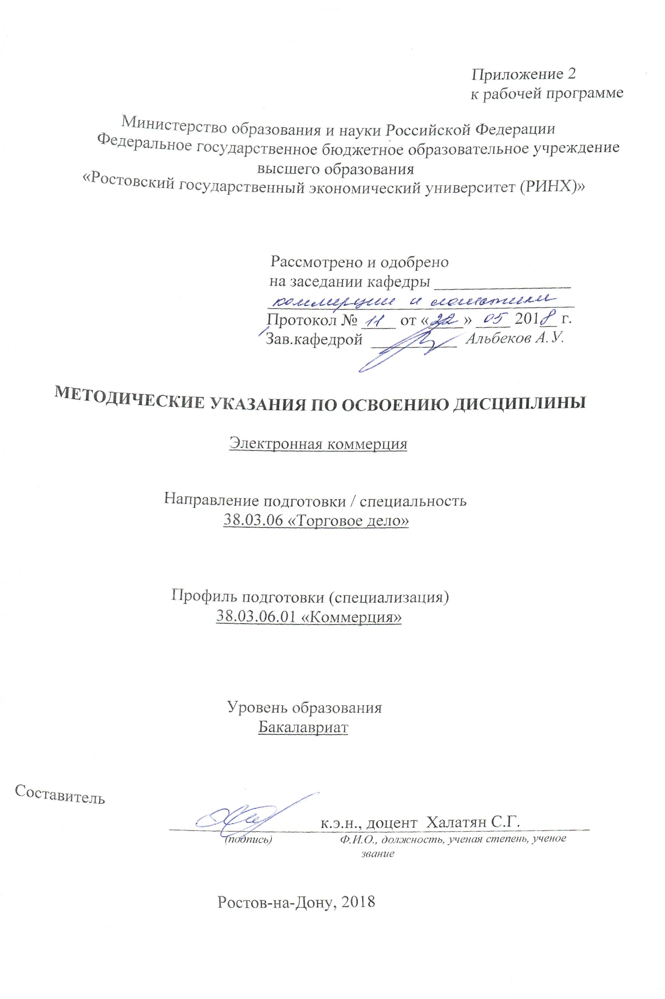 Приложение 2
к рабочей программе
Министерство образования и науки Российской Федерации
Федеральное государственное бюджетное образовательное учреждение
высшего образования
«Ростовский государственный экономический университет (РИНХ)»
Рассмотрено и одобрено
на заседании кафедры
коммерции и логистики
Протокол № 11 от «22» 05 2018 г.
Зав.кафедрой Альбеков А.У.
МЕТОДИЧЕСКИЕ УКАЗАНИЯ ПО ОСВОЕНИЮ ДИСЦИПЛИНЫ
Электронная коммерция
Направление подготовки / специальность
38.03.06 «Торговое дело»
Профиль подготовки (специализация)
38.03.06.01 «Коммерция»
Уровень образования
Бакалавриат
Составитель
к.э.н., доцент Халатян С.Г.
(подпись) Ф.И.О., должность, ученая степень, ученое
звание
Ростов-на-Дону, 2018